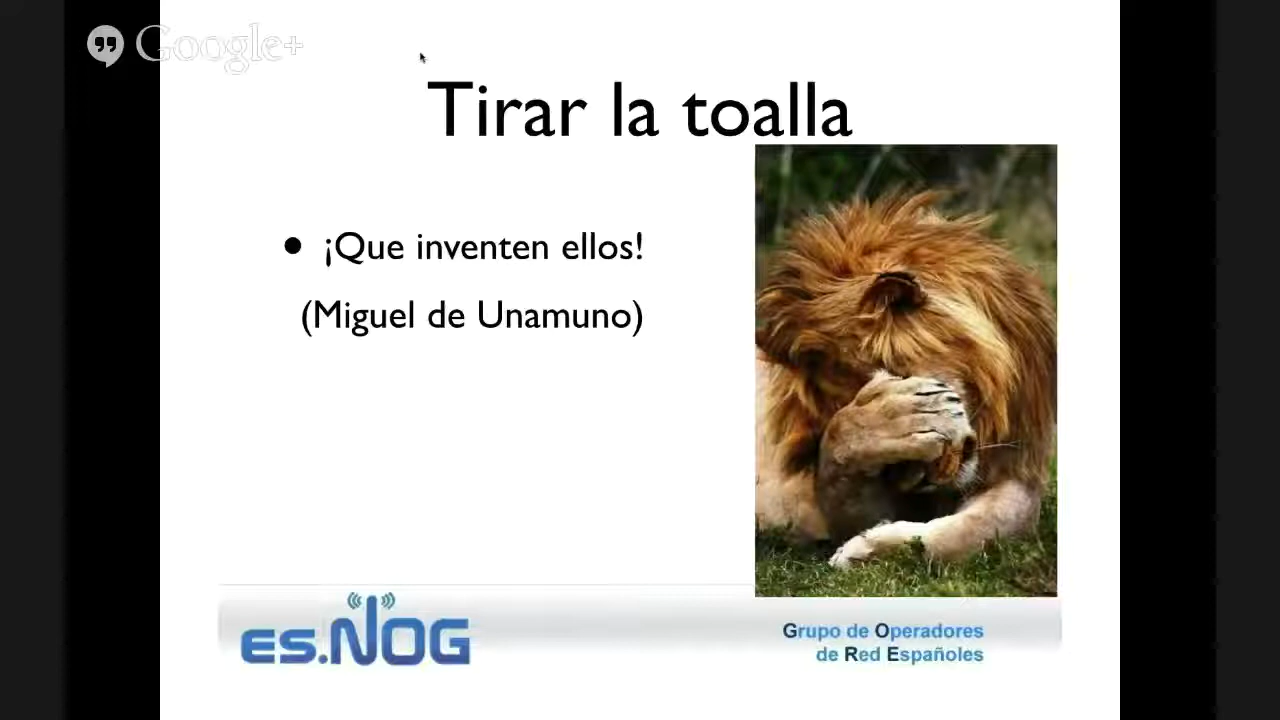 Google+
Tirar la toalla
• ¡Que inventen ellos!
(Miguel de Unamuno)
es.NOG
Grupo de Operadores
de Red Españoles